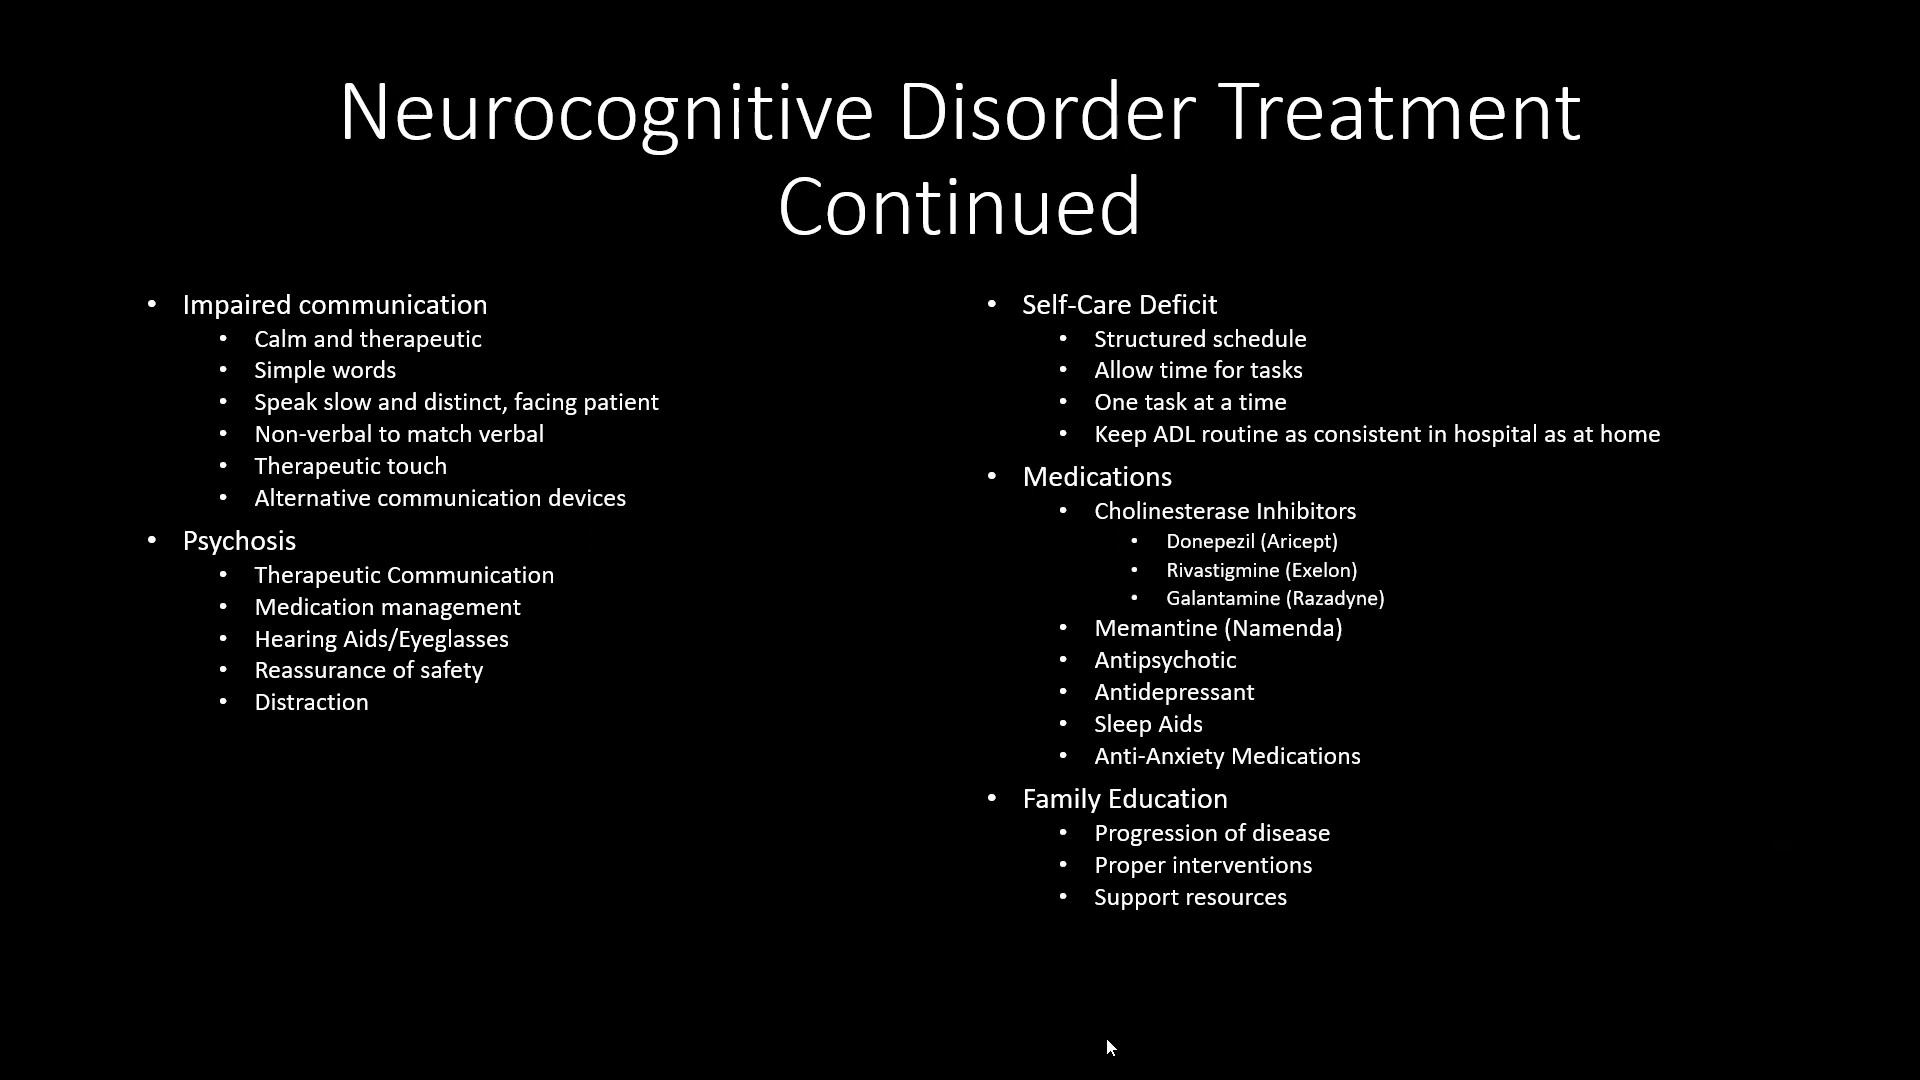 Neurocognitive Disorder Treatment
Continued
• Impaired communication
• Calm and therapeutic
• Simple words
• Speak slow and distinct, facing patient
• Non-verbal to match verbal
• Therapeutic touch
• Alternative communication devices
• Psychosis
• Therapeutic Communication
• Medication management
• Hearing Aids/Eyeglasses
• Reassurance of safety
• Distraction
• Self-Care Deficit
• Structured schedule
• Allow time for tasks
• One task at a time
• Keep ADL routine as consistent in hospital as at home
• Medications
• Cholinesterase Inhibitors
• Donepezil (Aricept)
• Rivastigmine (Exelon)
• Galantamine (Razadyne)
• Memantine (Namenda)
• Antipsychotic
• Antidepressant
• Sleep Aids
• Anti-Anxiety Medications
• Family Education
• Progression of disease
• Proper interventions
• Support resources